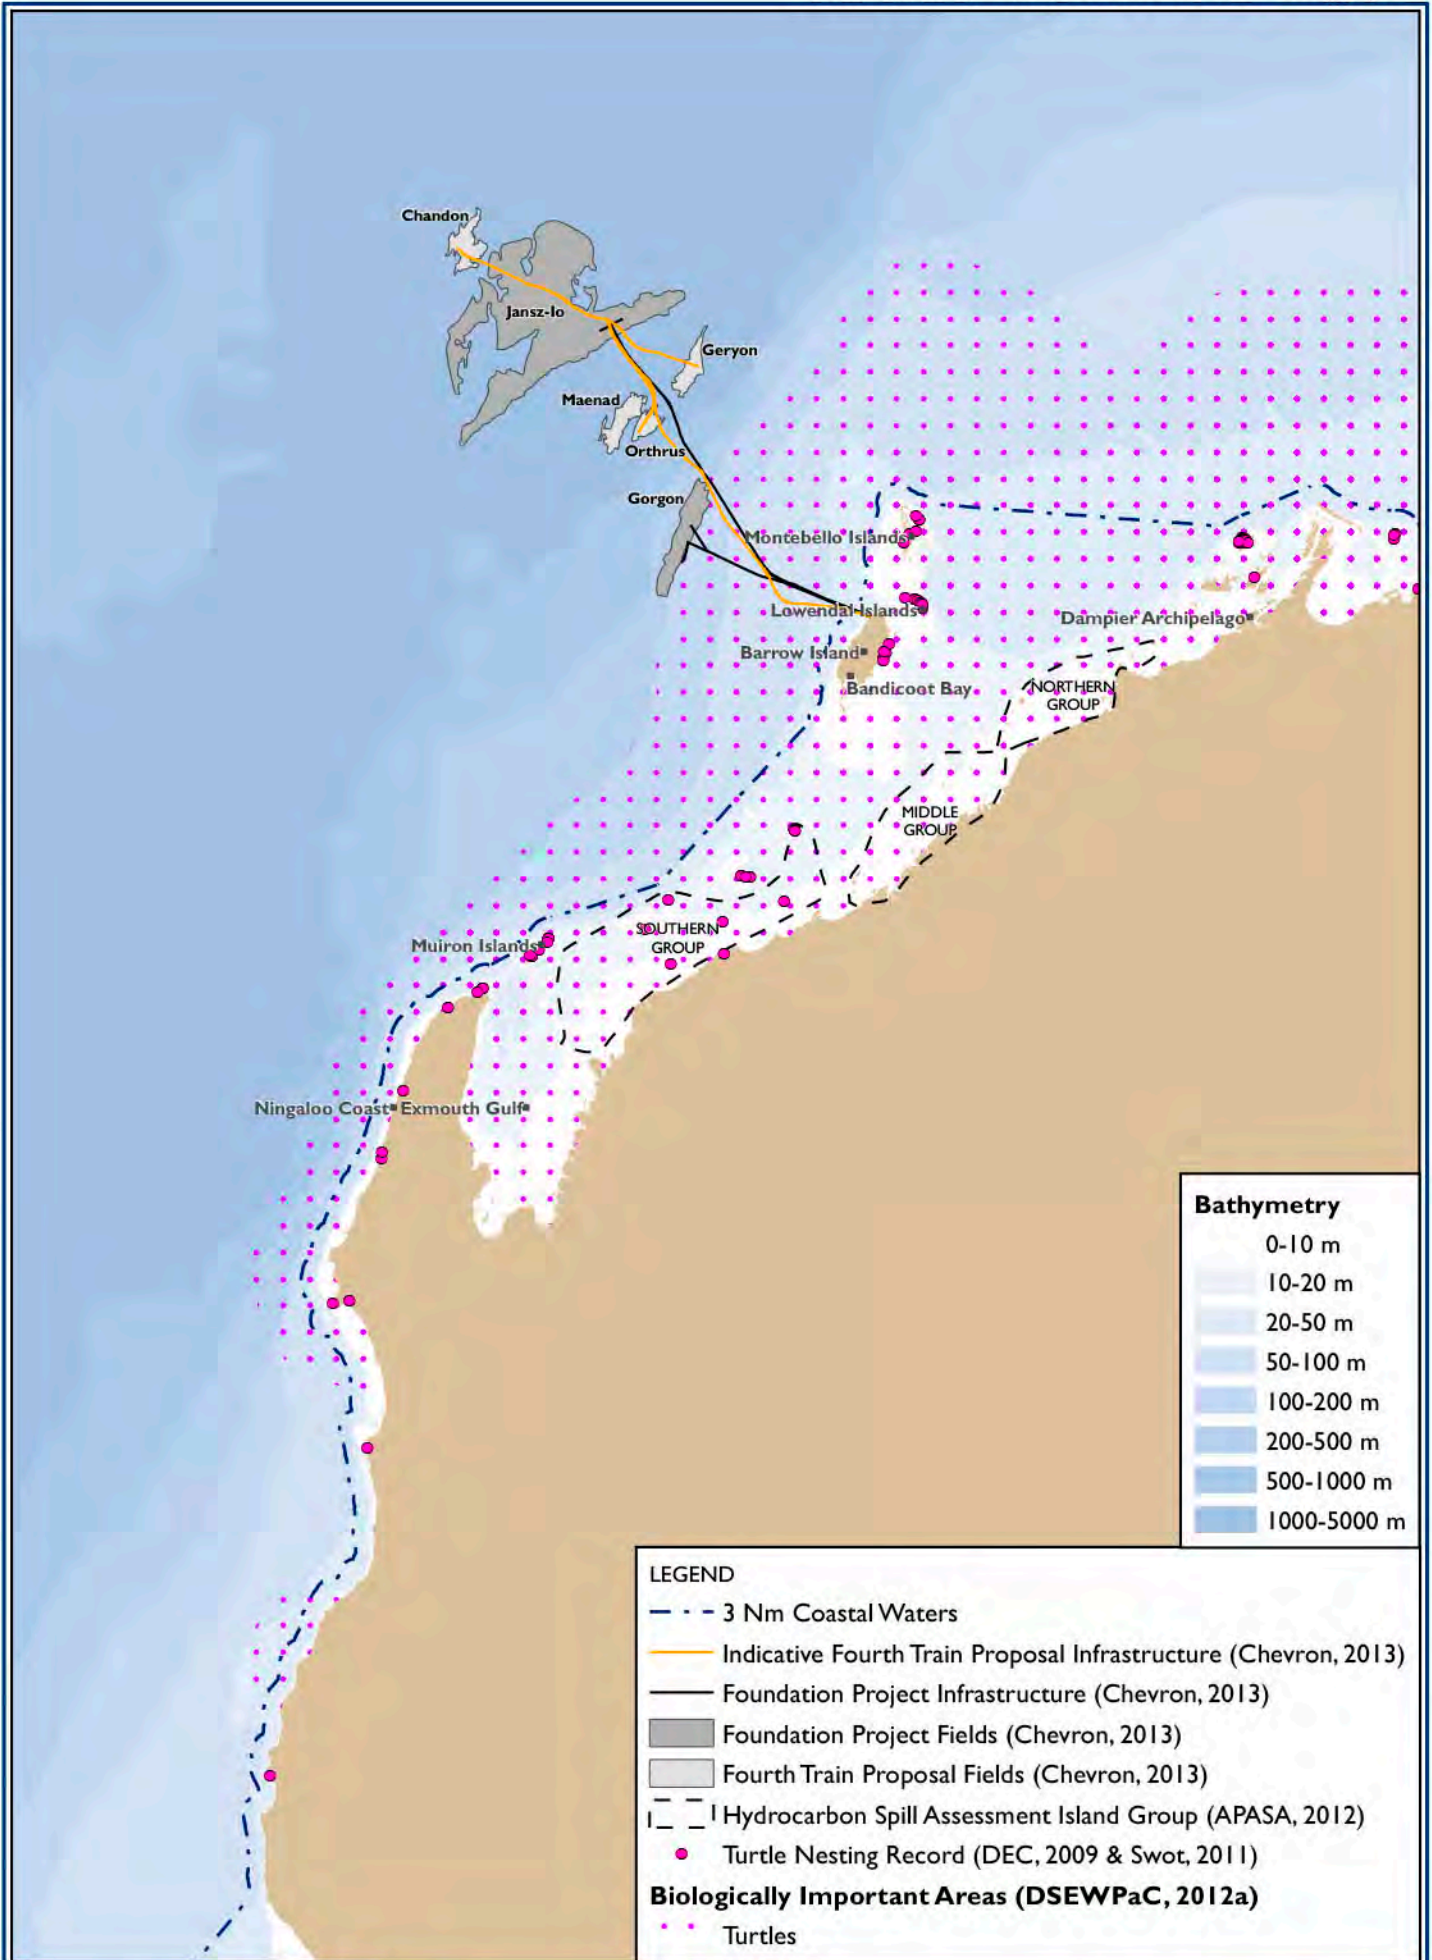 Chandon
Jansz-Io
Geryon
Maenad
Orthrus
Gorgon
Montebello Islands
Lowendal Islands
Dampier Archipelago
Barrow Island
Bandicoot Bay
NORTHERN
GROUP
MIDDLE
GROUP
SOUTHERN
GROUP
Muiron Islands
Ningaloo Coast
Exmouth Gulf
Bathymetry
0-10 m
10-20 m
20-50 m
50-100 m
100-200 m
200-500 m
500-1000 m
1000-5000 m
LEGEND
3 Nm Coastal Waters
Indicative Fourth Train Proposal Infrastructure (Chevron, 2013)
Foundation Project Infrastructure (Chevron, 2013)
Foundation Project Fields (Chevron, 2013)
Fourth Train Proposal Fields (Chevron, 2013)
Hydrocarbon Spill Assessment Island Group (APASA, 2012)
Turtle Nesting Record (DEC, 2009 & Swot, 2011)
Biologically Important Areas (DSEWPaC, 2012a)
Turtles